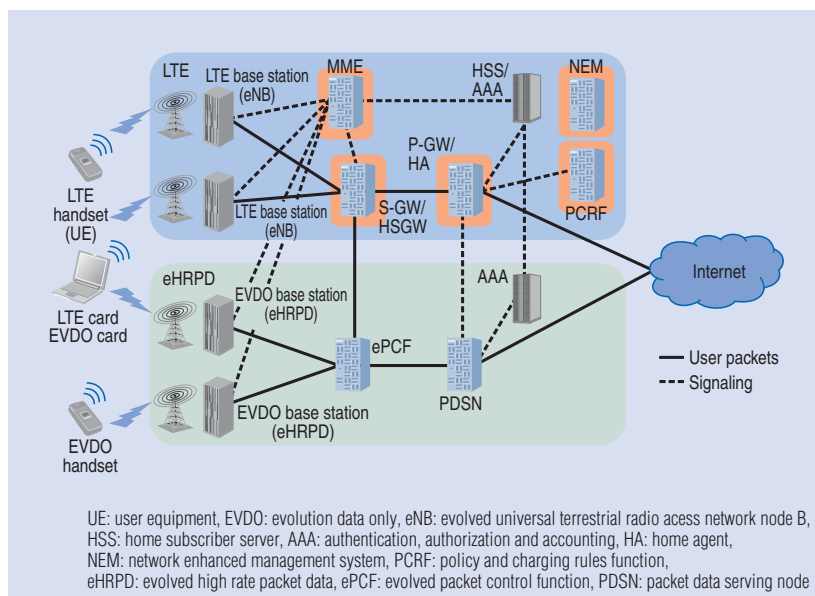 LTE
LTE base station
(eNB)
MME
HSS/
AAA
NEM
P-GW/
HA
LTE
handset
(UE)
LTE base station
(eNB)
S-GW/
HSGW
PCRF
Internet
LTE card
EVDO card
eHRPD
EVDO base station
(eHRPD)
AAA
ePCF
PDSN
EVDO base station
(eHRPD)
EVDO
handset
User packets
Signaling
UE: user equipment, EVDO: evolution data only, eNB: evolved universal terrestrial radio acess network node B,
HSS: home subscriber server, AAA: authentication, authorization and accounting, HA: home agent,
NEM: network enhanced management system, PCRF: policy and charging rules function,
eHRPD: evolved high rate packet data, ePCF: evolved packet control function, PDSN: packet data serving node